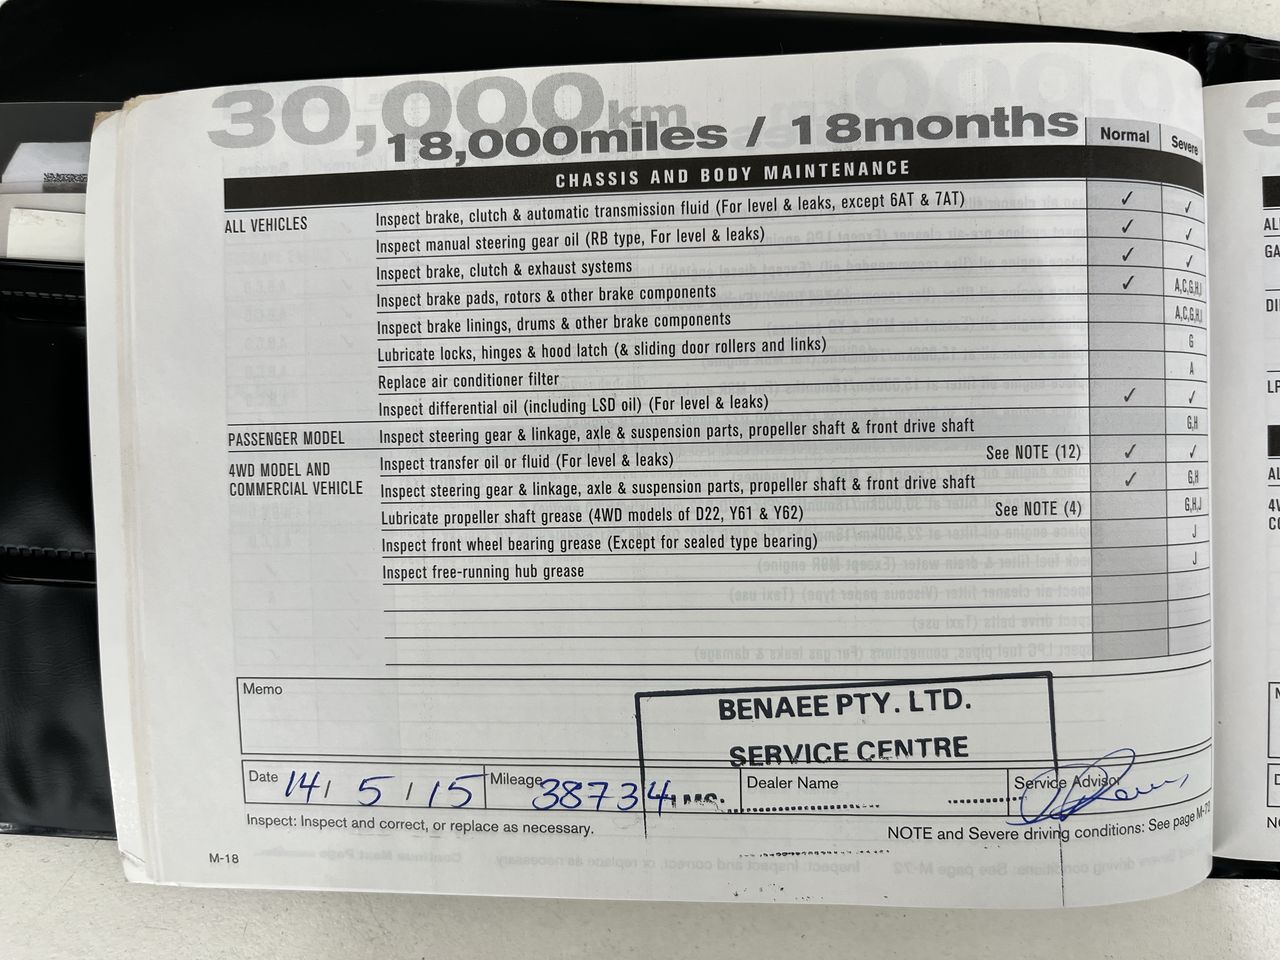 30,000km
18,000miles / 18months
Normal
Severe
CHASSIS AND BODY MAINTENANCE
ALL VEHICLES
Inspect brake, clutch & automatic transmission fluid (For level & leaks, except 6AT & 7AT) ✓ ✓
Inspect manual steering gear oil (RB type, For level & leaks) ✓ ✓
Inspect brake, clutch & exhaust systems ✓ ✓
Inspect brake pads, rotors & other brake components ✓ A,C,G,H,I
Inspect brake linings, drums & other brake components A,C,G,H,I
Lubricate locks, hinges & hood latch (& sliding door rollers and links) G
Replace air conditioner filter A
Inspect differential oil (including LSD oil) (For level & leaks) ✓ ✓
PASSENGER MODEL Inspect steering gear & linkage, axle & suspension parts, propeller shaft & front drive shaft G,H
4WD MODEL AND
COMMERCIAL VEHICLE
Inspect transfer oil or fluid (For level & leaks) See NOTE (12) ✓ ✓
Inspect steering gear & linkage, axle & suspension parts, propeller shaft & front drive shaft ✓ G,H
Lubricate propeller shaft grease (4WD models of D22, Y61 & Y62) See NOTE (4) G,H,J
Inspect front wheel bearing grease (Except for sealed type bearing) J
Inspect free-running hub grease J
Memo
BENAEE PTY. LTD.
SERVICE CENTRE
Date 14/ 5 / 15
Mileage 38734
KMS:
Dealer Name
Service Advisor
Inspect: Inspect and correct, or replace as necessary.
NOTE and Severe driving conditions: See page M-72
M-18